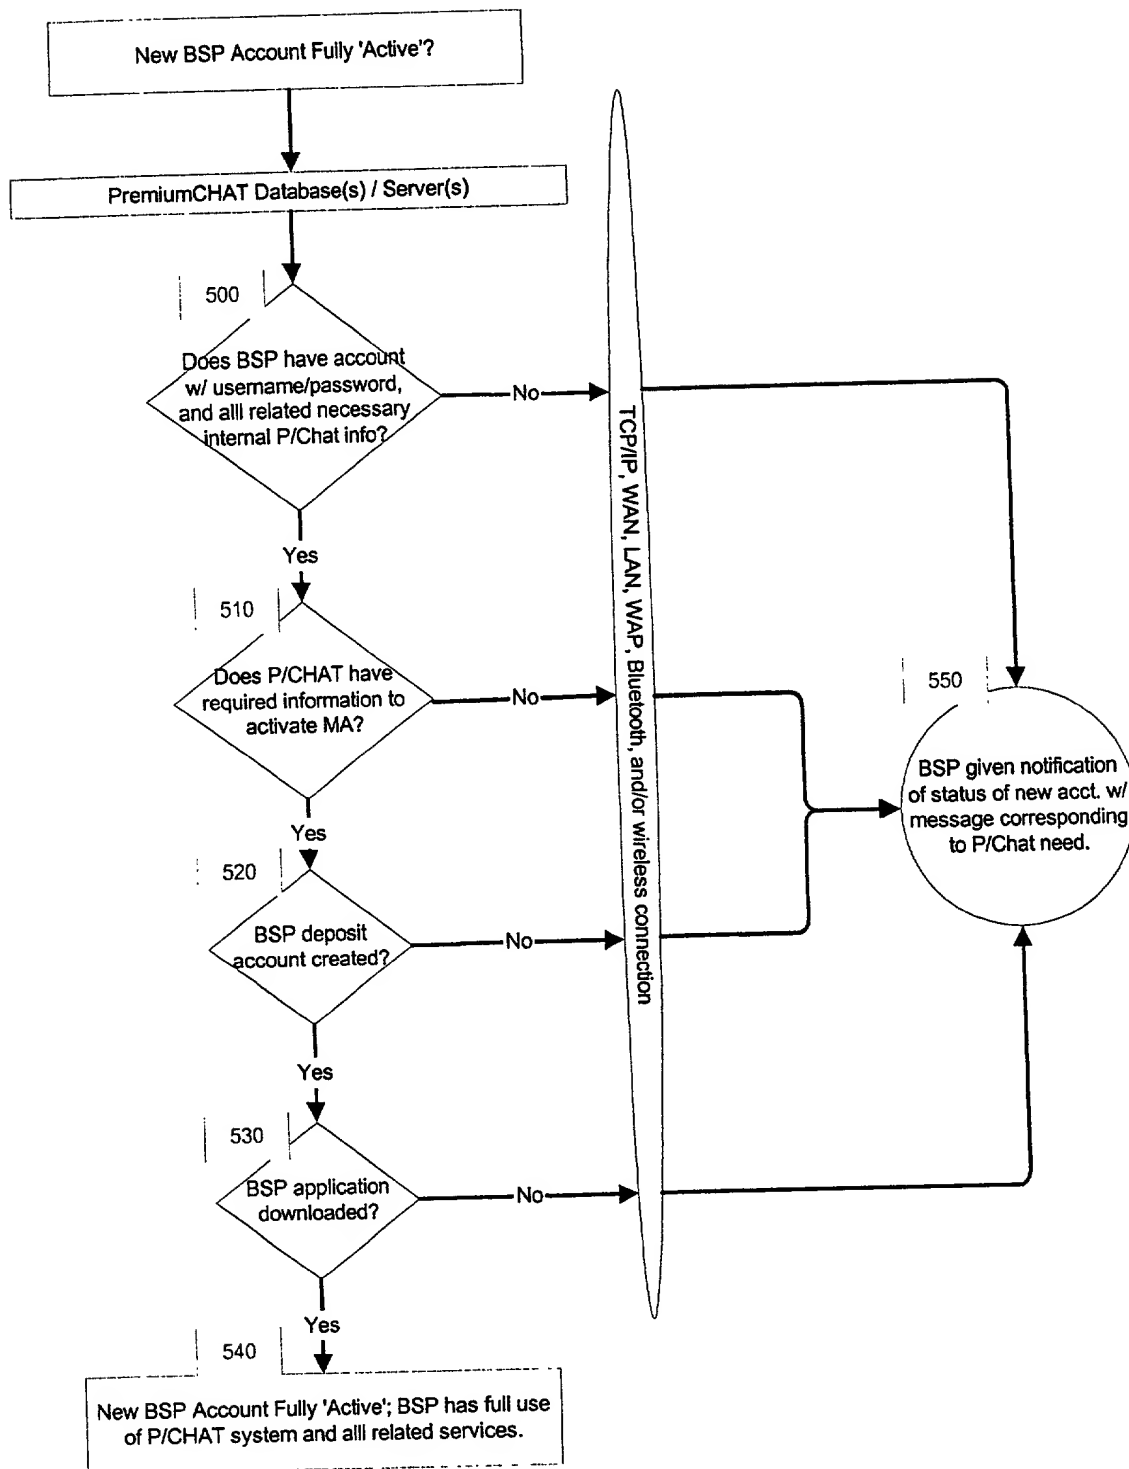 New BSP Account Fully 'Active'?
PremiumCHAT Database(s) / Server(s)
500
Does BSP have account
w/ username/password,
and alll related necessary
internal P/Chat info?
No
Yes
TCP/IP, WAN, LAN, WAP, Bluetooth, and/or wireless connection
510
Does P/CHAT have
required information to
activate MA?
No
Yes
550
BSP given notification
of status of new acct. w/
message corresponding
to P/Chat need.
520
BSP deposit
account created?
No
Yes
530
BSP application
downloaded?
No
Yes
540
New BSP Account Fully 'Active'; BSP has full use
of P/CHAT system and alll related services.